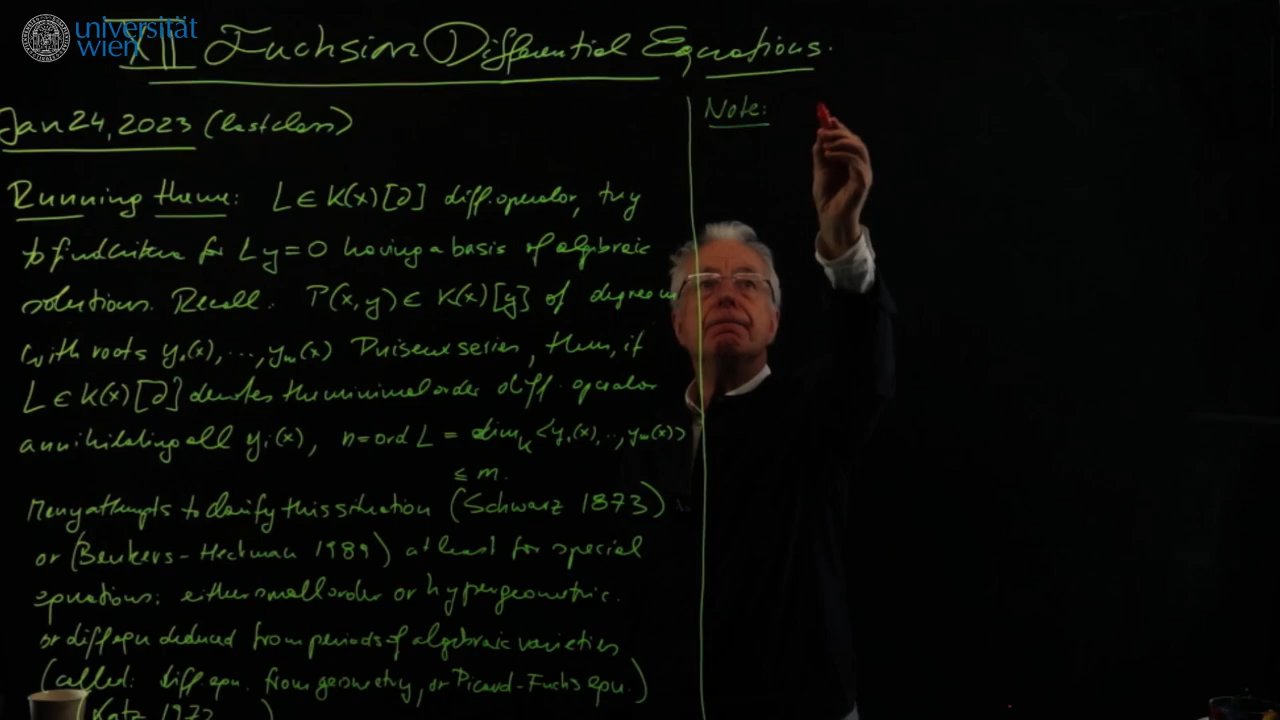 universität
wien
XII Fuchsian Differential Equations.
Jan 24, 2023 (last class)
Running theme: L ∈ K(x)[∂] diff. operator, try
to find criteria for Ly = 0 having a basis of algebraic
solutions. Recall. P(x,y) ∈ K(x)[y] of degree m
with roots y₁(x), ..., yₘ(x) Puiseux series, then, if
L ∈ K(x)[∂] denotes the minimal order diff. operator
annihilating all yᵢ(x), n = ord L = dimₖ <y₁(x), .., yₘ(x)>
≤ m.
Many attempts to clarify this situation (Schwarz 1873)
or (Beukers-Heckman 1989) at least for special
equations: either small order or hypergeometric.
or diff. equ deduced from periods of algebraic varieties
(called: diff. equ. from geometry, or Picard-Fuchs equ.)
(Katz 1972 )
Note: